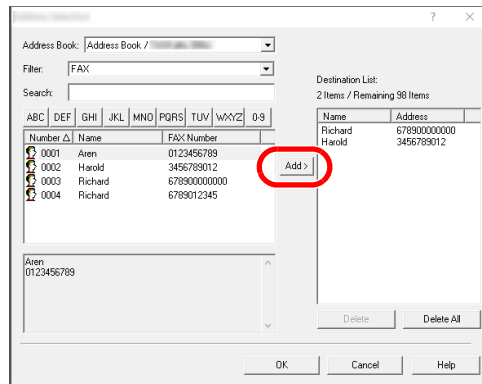 Address Book: Address Book /
Filter: FAX
Search:
ABC DEF GHI JKL MNO PQRS TUV WXYZ 0-9
Number △ Name FAX Number
0001 Aren 0123456789
0002 Harold 3456789012
0003 Richard 678900000000
0004 Richard 6789012345
Aren
0123456789
Add >
Destination List:
2 Items / Remaining 98 Items
Name Address
Richard 678900000000
Harold 3456789012
Delete Delete All
OK Cancel Help